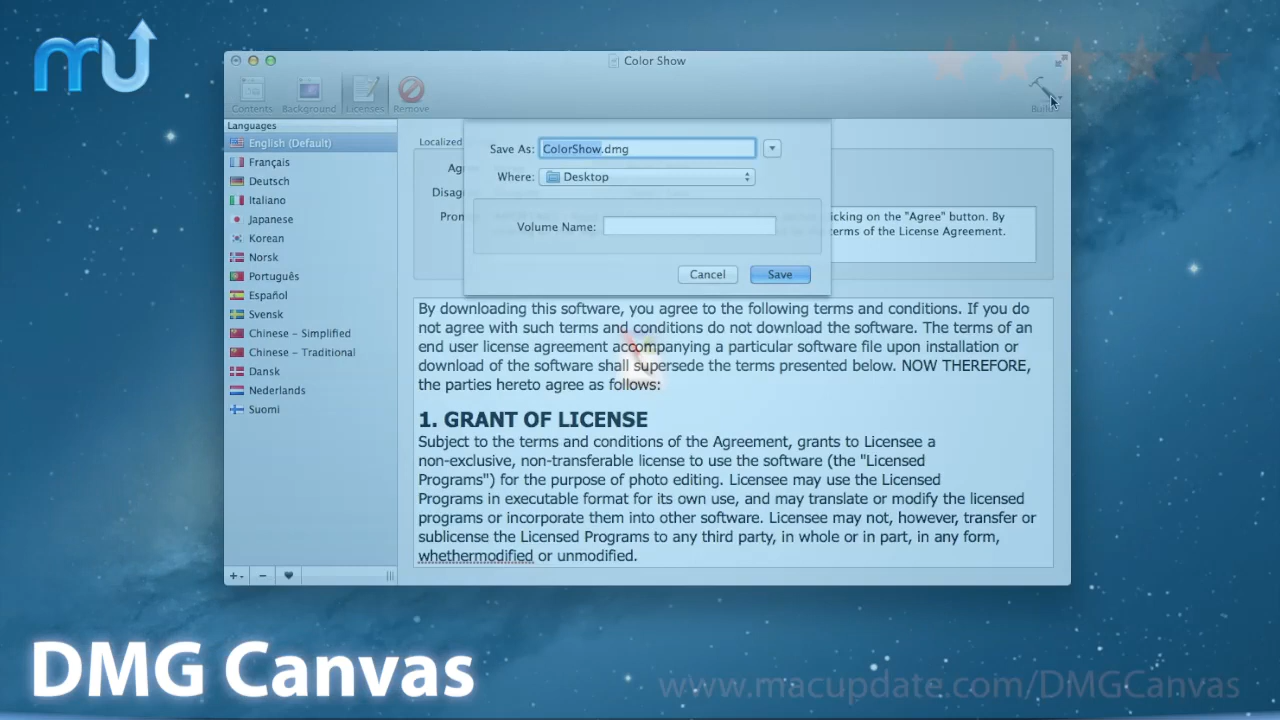 mu
Color Show
Contents
Background
Licenses
Remove
Build
Languages
English (Default)
Français
Deutsch
Italiano
Japanese
Korean
Norsk
Português
Español
Svensk
Chinese – Simplified
Chinese – Traditional
Dansk
Nederlands
Suomi
Localized
Save As: ColorShow.dmg
Where: Desktop
Volume Name:
Cancel
Save
icking on the "Agree" button. By
terms of the License Agreement.
By downloading this software, you agree to the following terms and conditions. If you do
not agree with such terms and conditions do not download the software. The terms of an
end user license agreement accompanying a particular software file upon installation or
download of the software shall supersede the terms presented below. NOW THEREFORE,
the parties hereto agree as follows:
1. GRANT OF LICENSE
Subject to the terms and conditions of the Agreement, grants to Licensee a
non-exclusive, non-transferable license to use the software (the "Licensed
Programs") for the purpose of photo editing. Licensee may use the Licensed
Programs in executable format for its own use, and may translate or modify the licensed
programs or incorporate them into other software. Licensee may not, however, transfer or
sublicense the Licensed Programs to any third party, in whole or in part, in any form,
whethermodified or unmodified.
DMG Canvas
www.macupdate.com/DMGCanvas